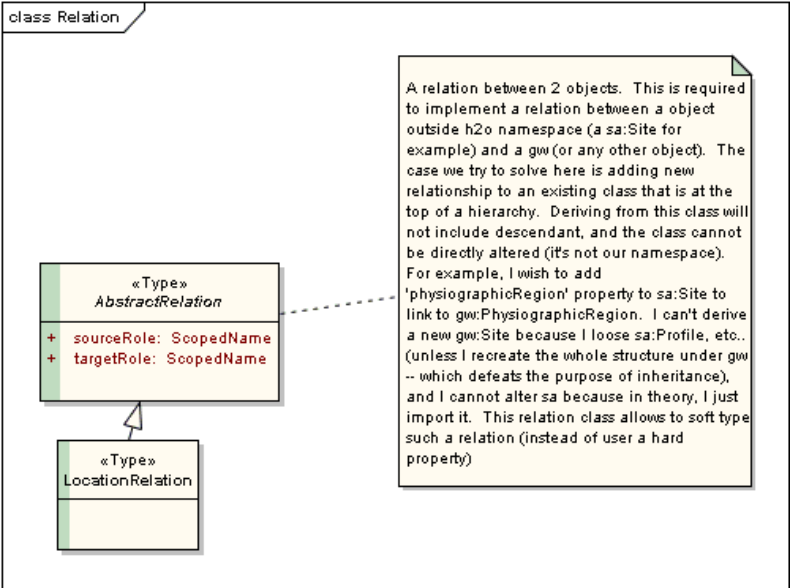 class Relation
A relation between 2 objects. This is required
to implement a relation between a object
outside h2o namespace (a sa:Site for
example) and a gw (or any other object). The
case we try to solve here is adding new
relationship to an existing class that is at the
top of a hierarchy. Deriving from this class will
not include descendant, and the class cannot
be directly altered (it's not our namespace).
For example, I wish to add
'physiographicRegion' property to sa:Site to
link to gw:PhysiographicRegion. I can't derive
a new gw:Site because I loose sa:Profile, etc..
(unless I recreate the whole structure under gw
-- which defeats the purpose of inheritance),
and I cannot alter sa because in theory, I just
import it. This relation class allows to soft type
such a relation (instead of user a hard
property)
«Type»
AbstractRelation
+ sourceRole: ScopedName
+ targetRole: ScopedName
«Type»
LocationRelation